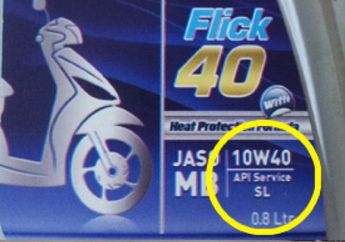 Flick
40
With
Heat Protection Formula
JASO
MB
10W40
API Service
SL
0.8 Ltr